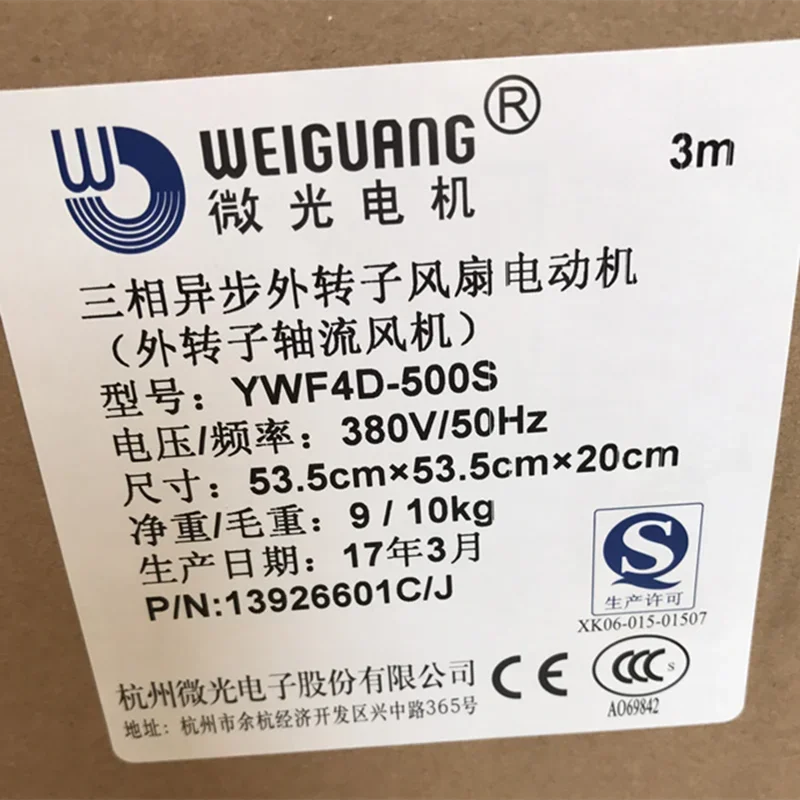 WEIGUANG®
微光电机
3m
三相异步外转子风扇电动机
（外转子轴流风机）
型号：YWF4D-500S
电压/频率：380V/50Hz
尺寸：53.5cm×53.5cm×20cm
净重/毛重：9 / 10kg
生产日期：17年3月
P/N:13926601C/J
生产许可
XK06-015-01507
杭州微光电子股份有限公司
CE
CCC S
地址：杭州市余杭经济开发区兴中路365号
A069842